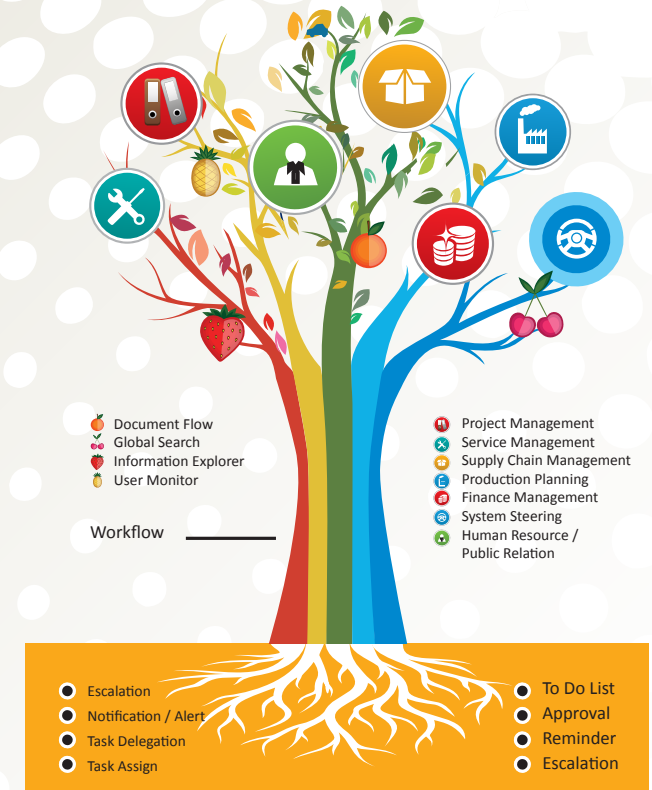 Document Flow
Global Search
Information Explorer
User Monitor
Workflow
Project Management
Service Management
Supply Chain Management
Production Planning
Finance Management
System Steering
Human Resource /
Public Relation
Escalation
Notification / Alert
Task Delegation
Task Assign
To Do List
Approval
Reminder
Escalation